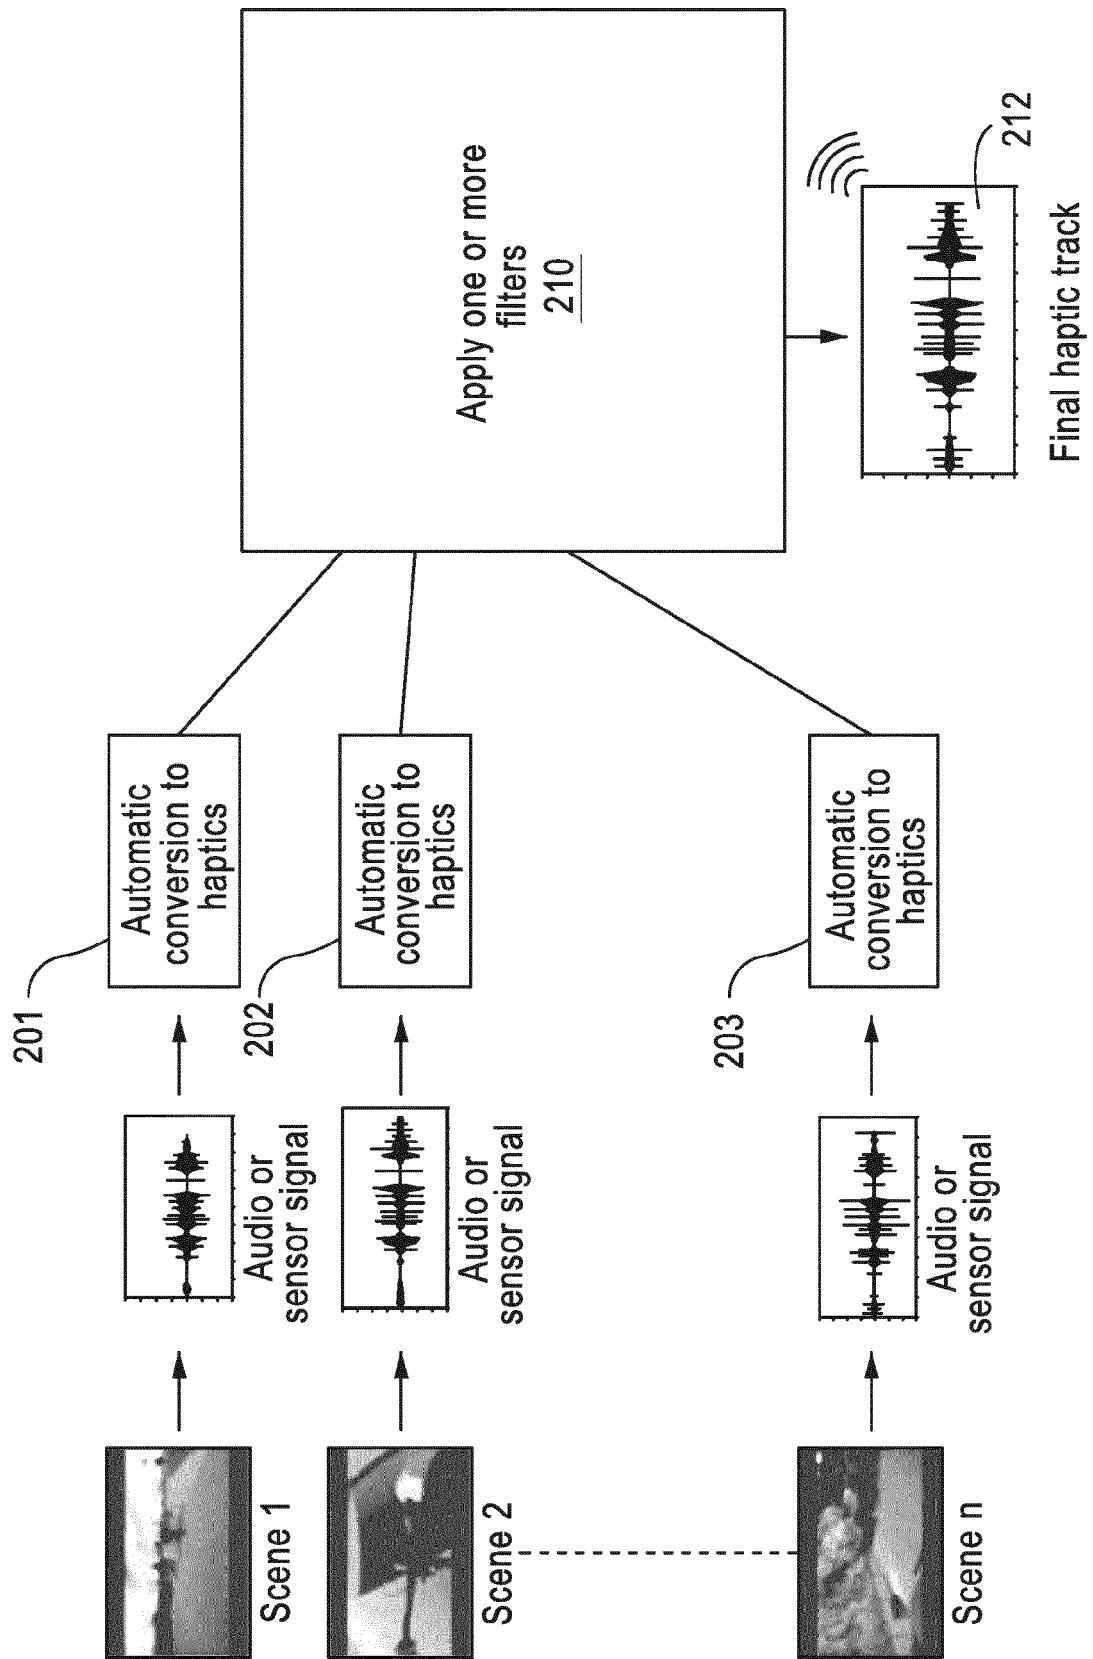 Scene 1
Audio or
sensor signal
201
Automatic
conversion to
haptics
Scene 2
Audio or
sensor signal
202
Automatic
conversion to
haptics
Scene n
Audio or
sensor signal
203
Automatic
conversion to
haptics
Apply one or more
filters
210
212
Final haptic track